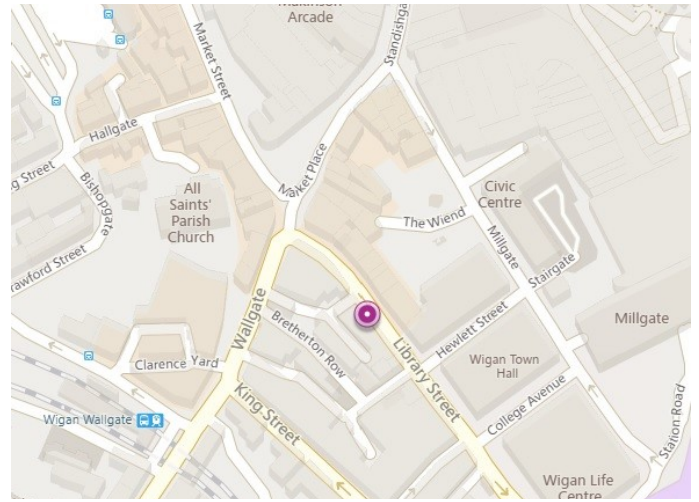 Makinson
Arcade
Standishgate
Market Street
Hallgate
Bishopgate
All
Saints'
Parish
Church
Market Place
Civic
Centre
The Wiend
Millgate
Stairgate
Crawford Street
Wallgate
Bretherton Row
Library Street
Hewlett Street
Millgate
Wigan Town
Hall
Clarence Yard
King Street
College Avenue
Station Road
Wigan Wallgate
Wigan Life
Centre